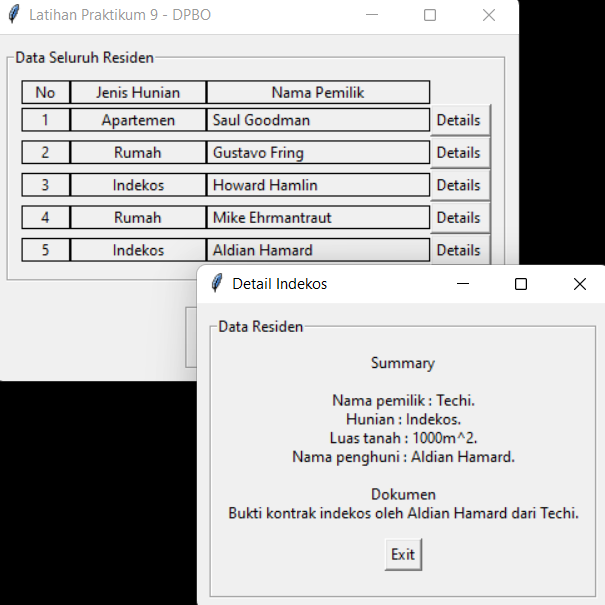 Latihan Praktikum 9 - DPBO
Data Seluruh Residen
No Jenis Hunian Nama Pemilik
1 Apartemen Saul Goodman Details
2 Rumah Gustavo Fring Details
3 Indekos Howard Hamlin Details
4 Rumah Mike Ehrmantraut Details
5 Indekos Aldian Hamard Details
Detail Indekos
Data Residen
Summary
Nama pemilik : Techi.
Hunian : Indekos.
Luas tanah : 1000m^2.
Nama penghuni : Aldian Hamard.
Dokumen
Bukti kontrak indekos oleh Aldian Hamard dari Techi.
Exit